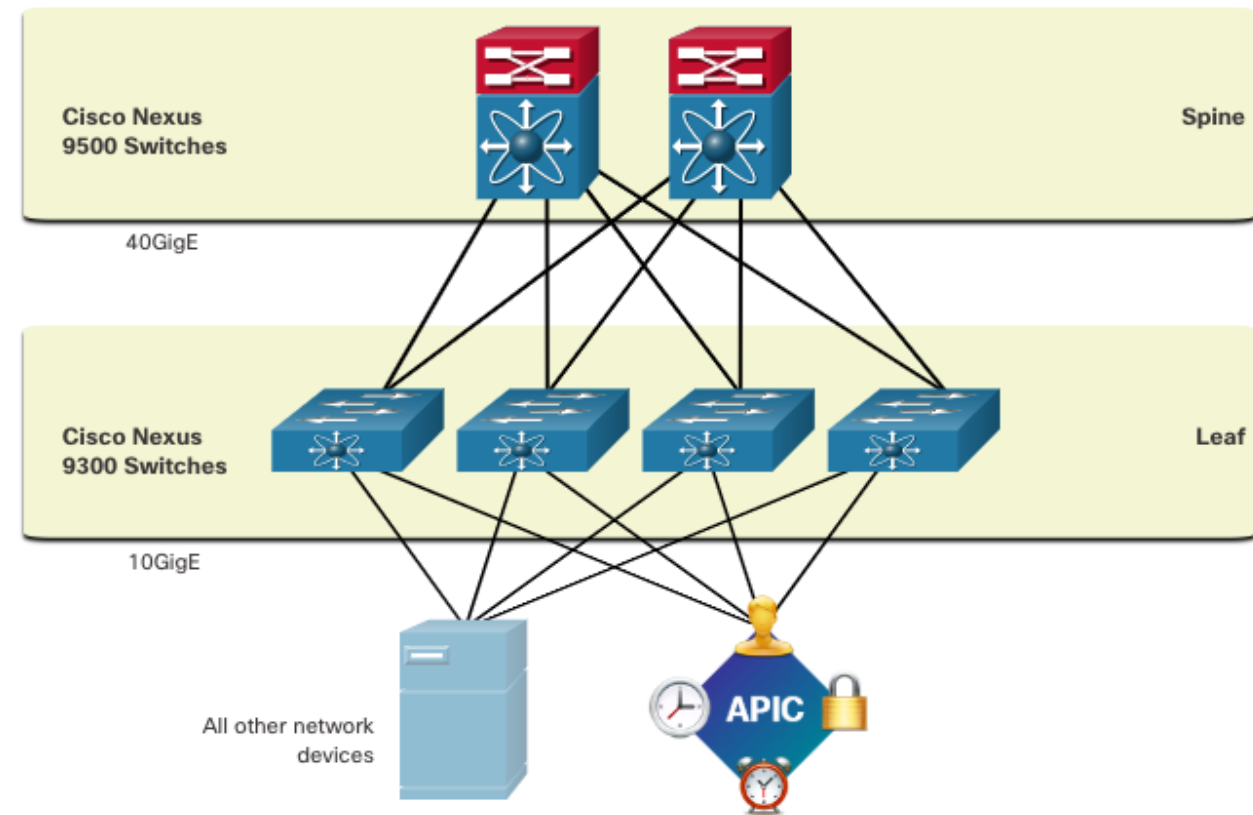 Cisco Nexus
9500 Switches
Spine
40GigE
Cisco Nexus
9300 Switches
Leaf
10GigE
All other network
devices
APIC